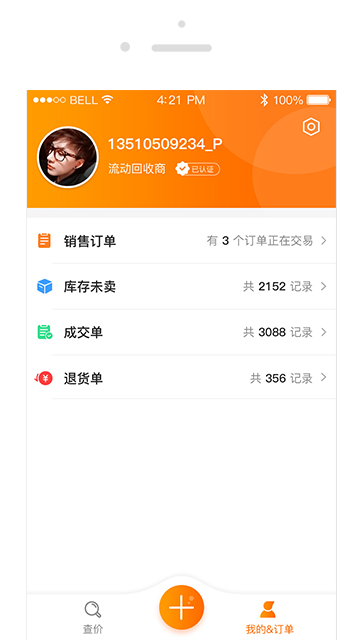 ●●●○○ BELL 4:21 PM 100%
13510509234_P
流动回收商 已认证
销售订单 有 3 个订单正在交易
库存未卖 共 2152 记录
成交单 共 3088 记录
退货单 共 356 记录
查价 我的&订单